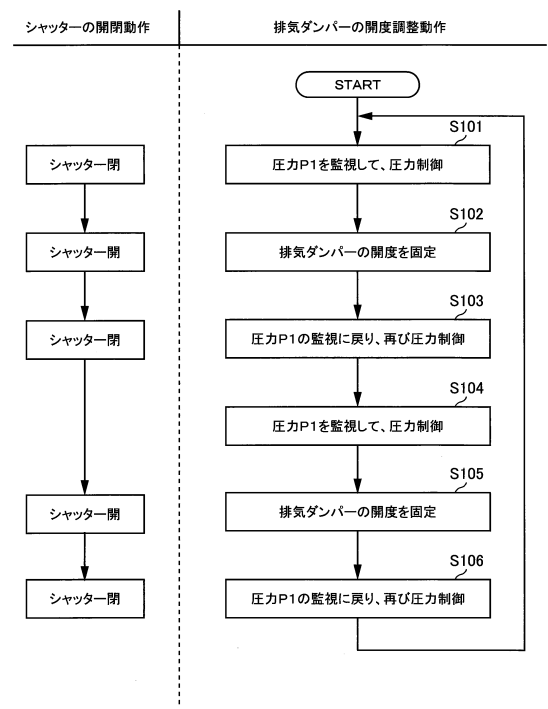 シャッターの開閉動作
排気ダンパーの開度調整動作
START
S101
シャッター閉
圧力P1を監視して、圧力制御
S102
シャッター開
排気ダンパーの開度を固定
S103
シャッター閉
圧力P1の監視に戻り、再び圧力制御
S104
圧力P1を監視して、圧力制御
S105
シャッター開
排気ダンパーの開度を固定
S106
シャッター閉
圧力P1の監視に戻り、再び圧力制御